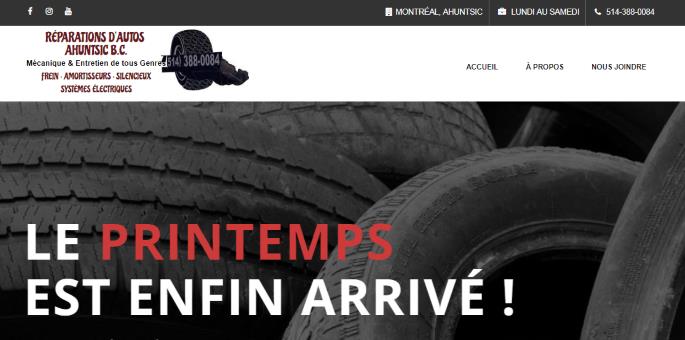 MONTRÉAL, AHUNTSIC LUNDI AU SAMEDI 514-388-0084
RÉPARATIONS D'AUTOS
AHUNTSIC B.C.
Mécanique & Entretien de tous Genres
(514) 388-0084
FREIN - AMORTISSEURS - SILENCIEUX
SYSTÈMES ÉLECTRIQUES
ACCUEIL À PROPOS NOUS JOINDRE
LE PRINTEMPS
EST ENFIN ARRIVÉ !